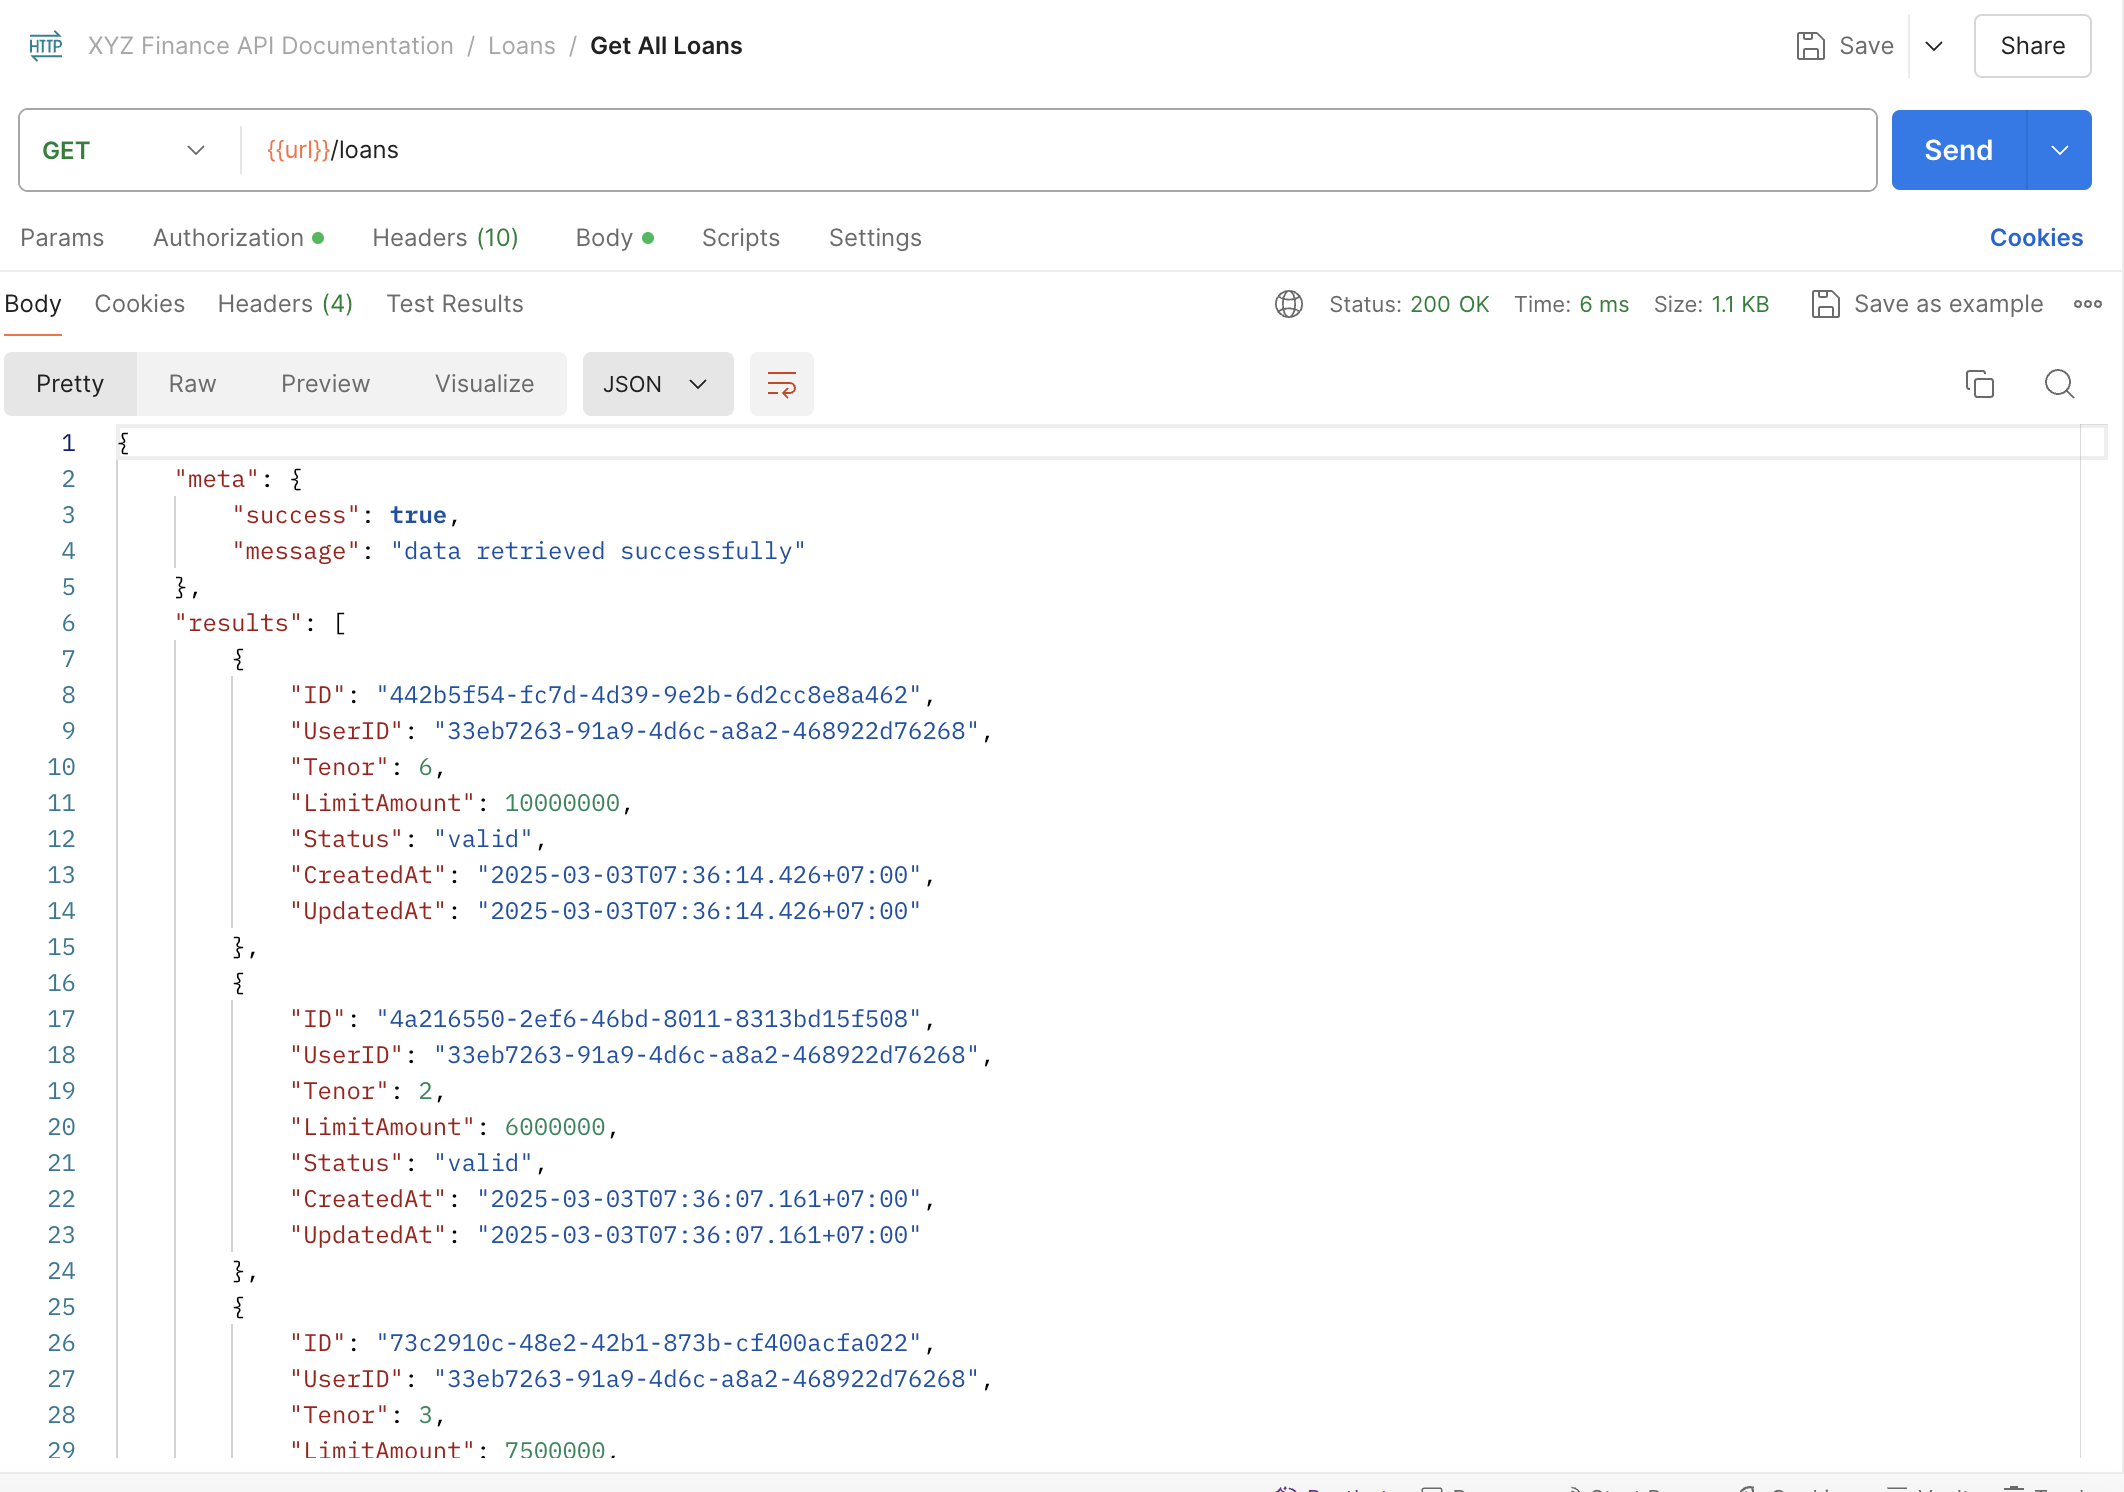 HTTP XYZ Finance API Documentation / Loans / Get All Loans Save Share
GET {{url}}/loans Send
Params Authorization Headers (10) Body Scripts Settings Cookies
Body Cookies Headers (4) Test Results Status: 200 OK Time: 6 ms Size: 1.1 KB Save as example
Pretty Raw Preview Visualize JSON
1 {
2 "meta": {
3 "success": true,
4 "message": "data retrieved successfully"
5 },
6 "results": [
7 {
8 "ID": "442b5f54-fc7d-4d39-9e2b-6d2cc8e8a462",
9 "UserID": "33eb7263-91a9-4d6c-a8a2-468922d76268",
10 "Tenor": 6,
11 "LimitAmount": 10000000,
12 "Status": "valid",
13 "CreatedAt": "2025-03-03T07:36:14.426+07:00",
14 "UpdatedAt": "2025-03-03T07:36:14.426+07:00"
15 },
16 {
17 "ID": "4a216550-2ef6-46bd-8011-8313bd15f508",
18 "UserID": "33eb7263-91a9-4d6c-a8a2-468922d76268",
19 "Tenor": 2,
20 "LimitAmount": 6000000,
21 "Status": "valid",
22 "CreatedAt": "2025-03-03T07:36:07.161+07:00",
23 "UpdatedAt": "2025-03-03T07:36:07.161+07:00"
24 },
25 {
26 "ID": "73c2910c-48e2-42b1-873b-cf400acfa022",
27 "UserID": "33eb7263-91a9-4d6c-a8a2-468922d76268",
28 "Tenor": 3,
29 "LimitAmount": 7500000,